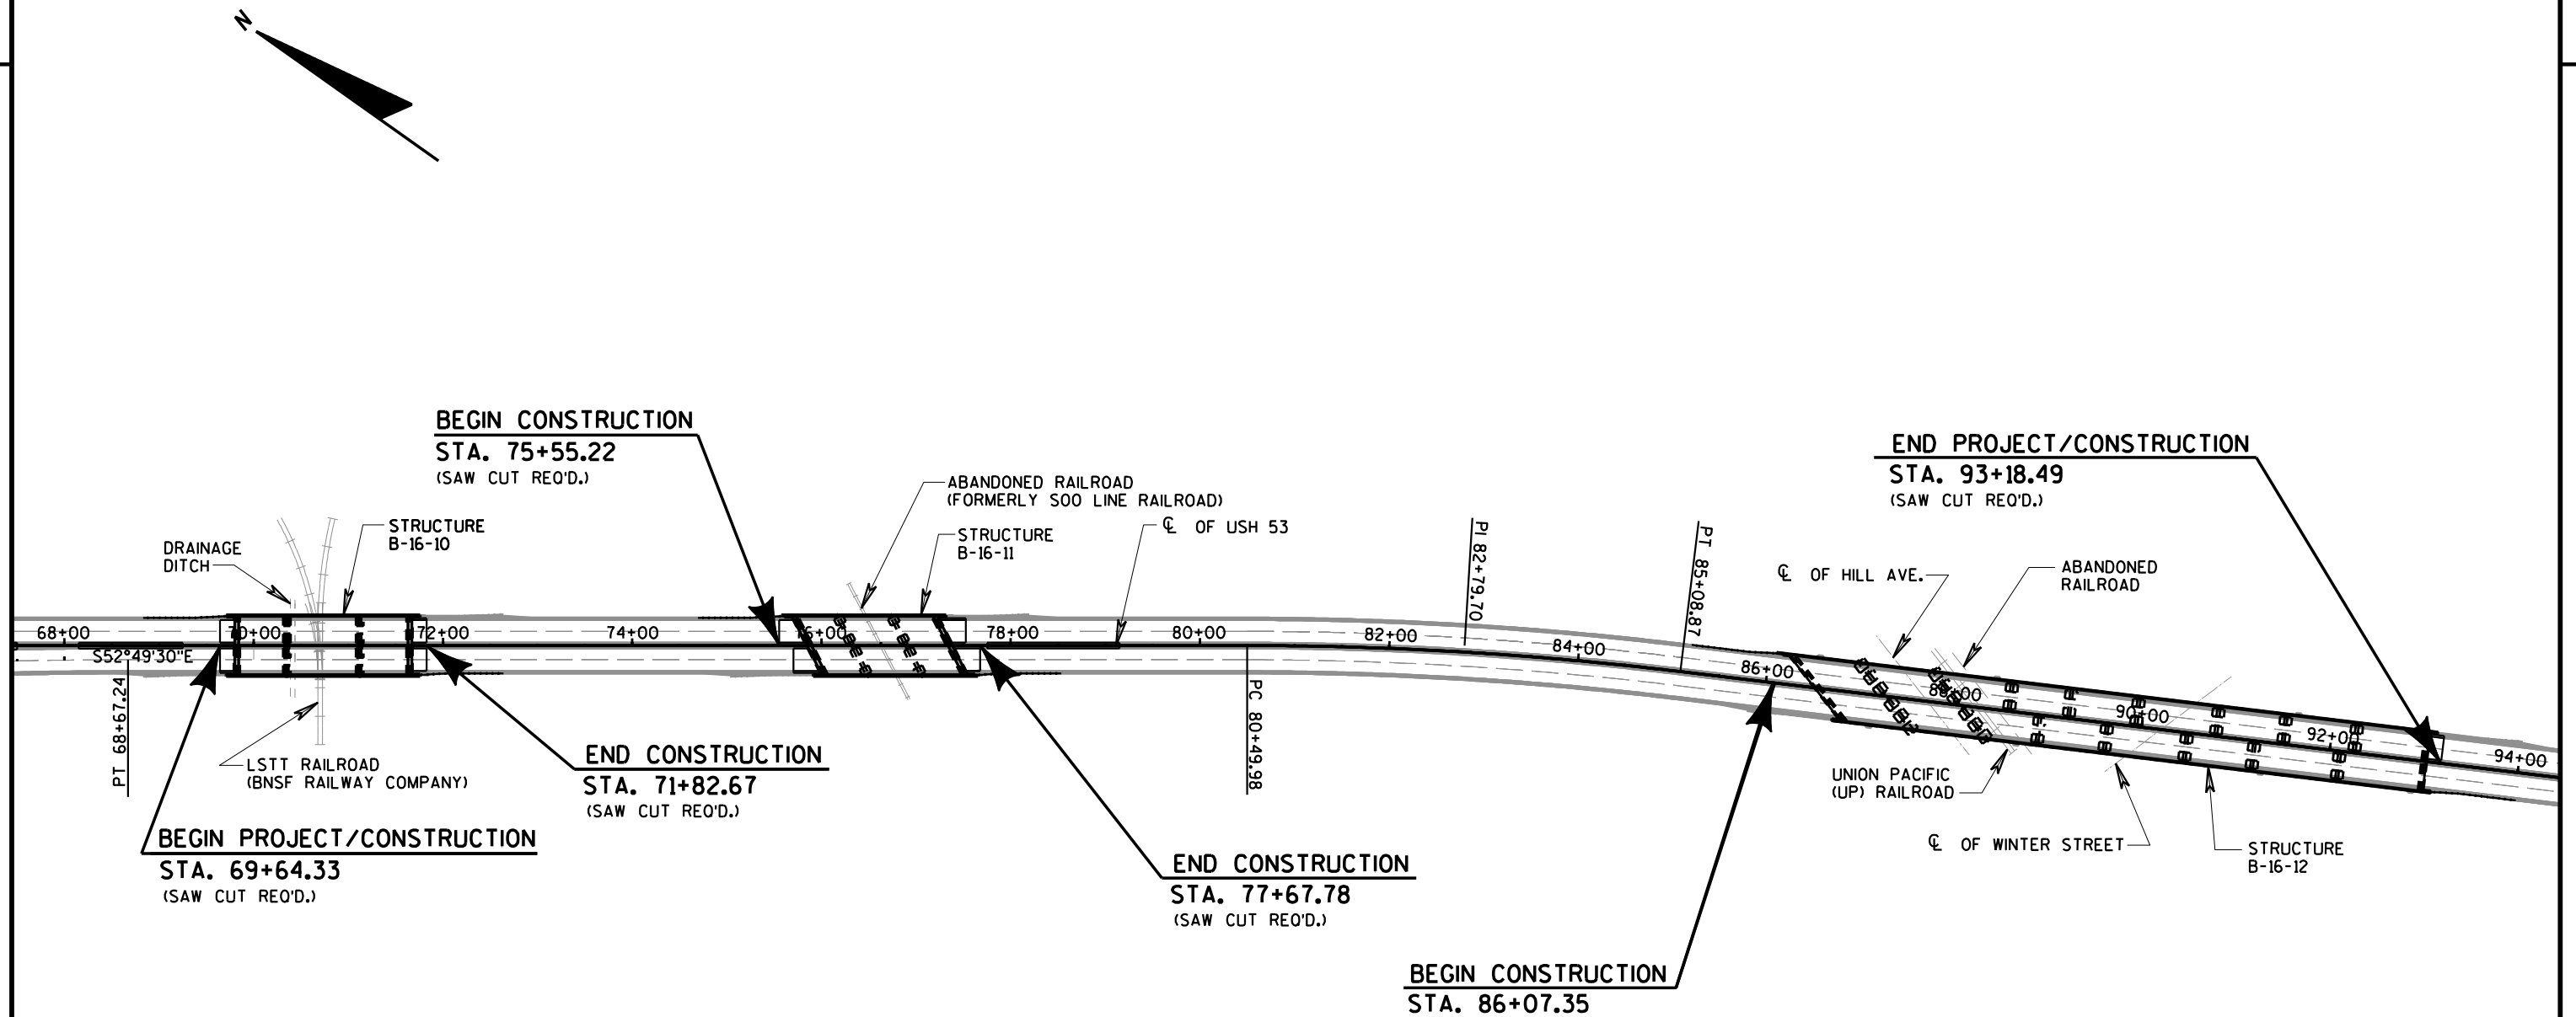 N
BEGIN CONSTRUCTION
STA. 75+55.22
(SAW CUT REQ'D.)
END PROJECT/CONSTRUCTION
STA. 93+18.49
(SAW CUT REQ'D.)
ABANDONED RAILROAD
(FORMERLY SOO LINE RAILROAD)
STRUCTURE
B-16-10
STRUCTURE
B-16-11
℄ OF USH 53
DRAINAGE
DITCH
PI 82+79.70
PT 85+08.87
℄ OF HILL AVE.
ABANDONED
RAILROAD
68+00
70+00
72+00
74+00
76+00
78+00
80+00
82+00
84+00
86+00
88+00
90+00
92+00
94+00
S52°49'30"E
PT 68+67.24
PC 80+49.98
LSTT RAILROAD
(BNSF RAILWAY COMPANY)
END CONSTRUCTION
STA. 71+82.67
(SAW CUT REQ'D.)
UNION PACIFIC
(UP) RAILROAD
℄ OF WINTER STREET
STRUCTURE
B-16-12
BEGIN PROJECT/CONSTRUCTION
STA. 69+64.33
(SAW CUT REQ'D.)
END CONSTRUCTION
STA. 77+67.78
(SAW CUT REQ'D.)
BEGIN CONSTRUCTION
STA. 86+07.35